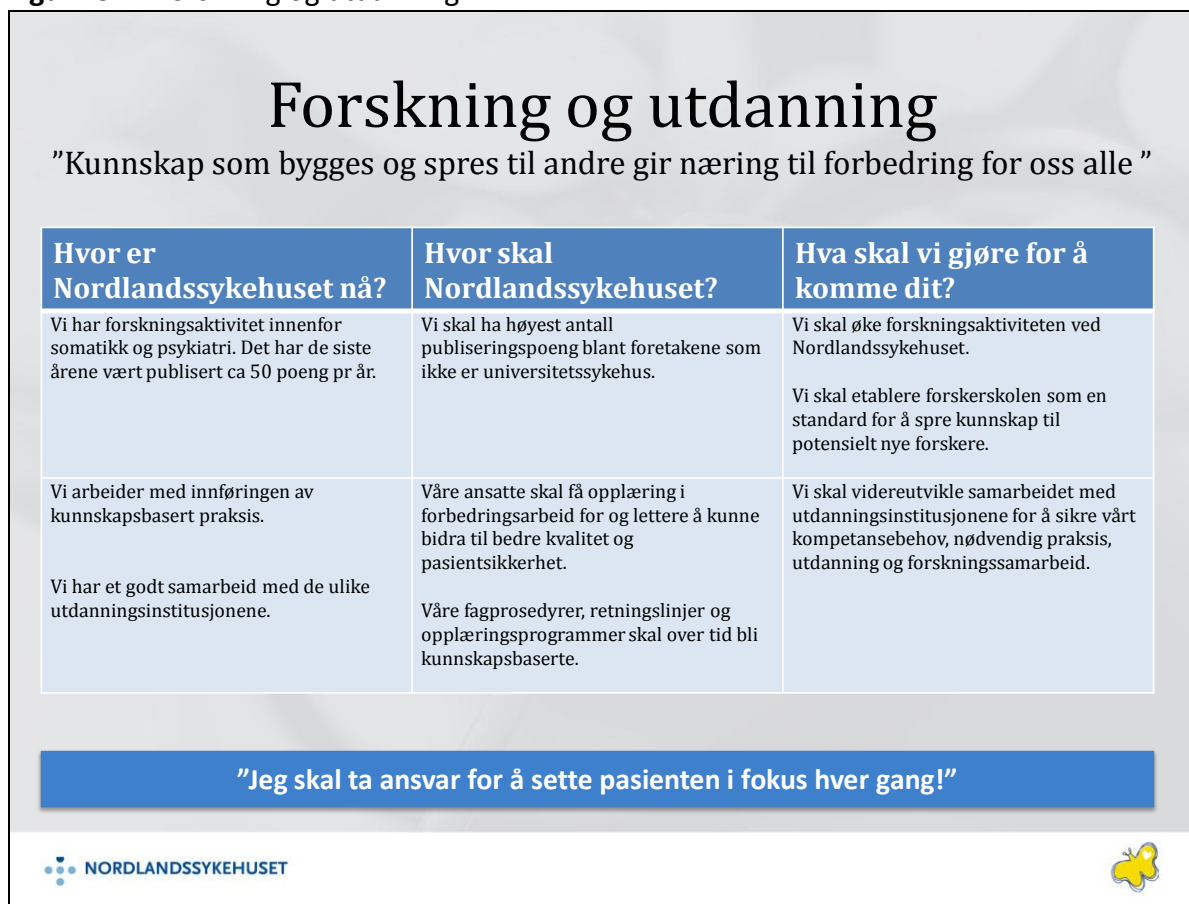 Forskning og utdanning
”Kunnskap som bygges og spres til andre gir næring til forbedring for oss alle ”
Hvor er
Nordlandssykehuset nå?
Hvor skal
Nordlandssykehuset?
Hva skal vi gjøre for å
komme dit?
Vi har forskningsaktivitet innenfor
somatikk og psykiatri. Det har de siste
årene vært publisert ca 50 poeng pr år.
Vi skal ha høyest antall
publiseringspoeng blant foretakene som
ikke er universitetssykehus.
Vi skal øke forskningsaktiviteten ved
Nordlandssykehuset.
Vi skal etablere forskerskolen som en
standard for å spre kunnskap til
potensielt nye forskere.
Vi arbeider med innføringen av
kunnskapsbasert praksis.
Vi har et godt samarbeid med de ulike
utdanningsinstitusjonene.
Våre ansatte skal få opplæring i
forbedringsarbeid for og lettere å kunne
bidra til bedre kvalitet og
pasientsikkerhet.
Våre fagprosedyrer, retningslinjer og
opplæringsprogrammer skal over tid bli
kunnskapsbaserte.
Vi skal videreutvikle samarbeidet med
utdanningsinstitusjonene for å sikre vårt
kompetansebehov, nødvendig praksis,
utdanning og forskningssamarbeid.
”Jeg skal ta ansvar for å sette pasienten i fokus hver gang!”
NORDLANDSSYKEHUSET